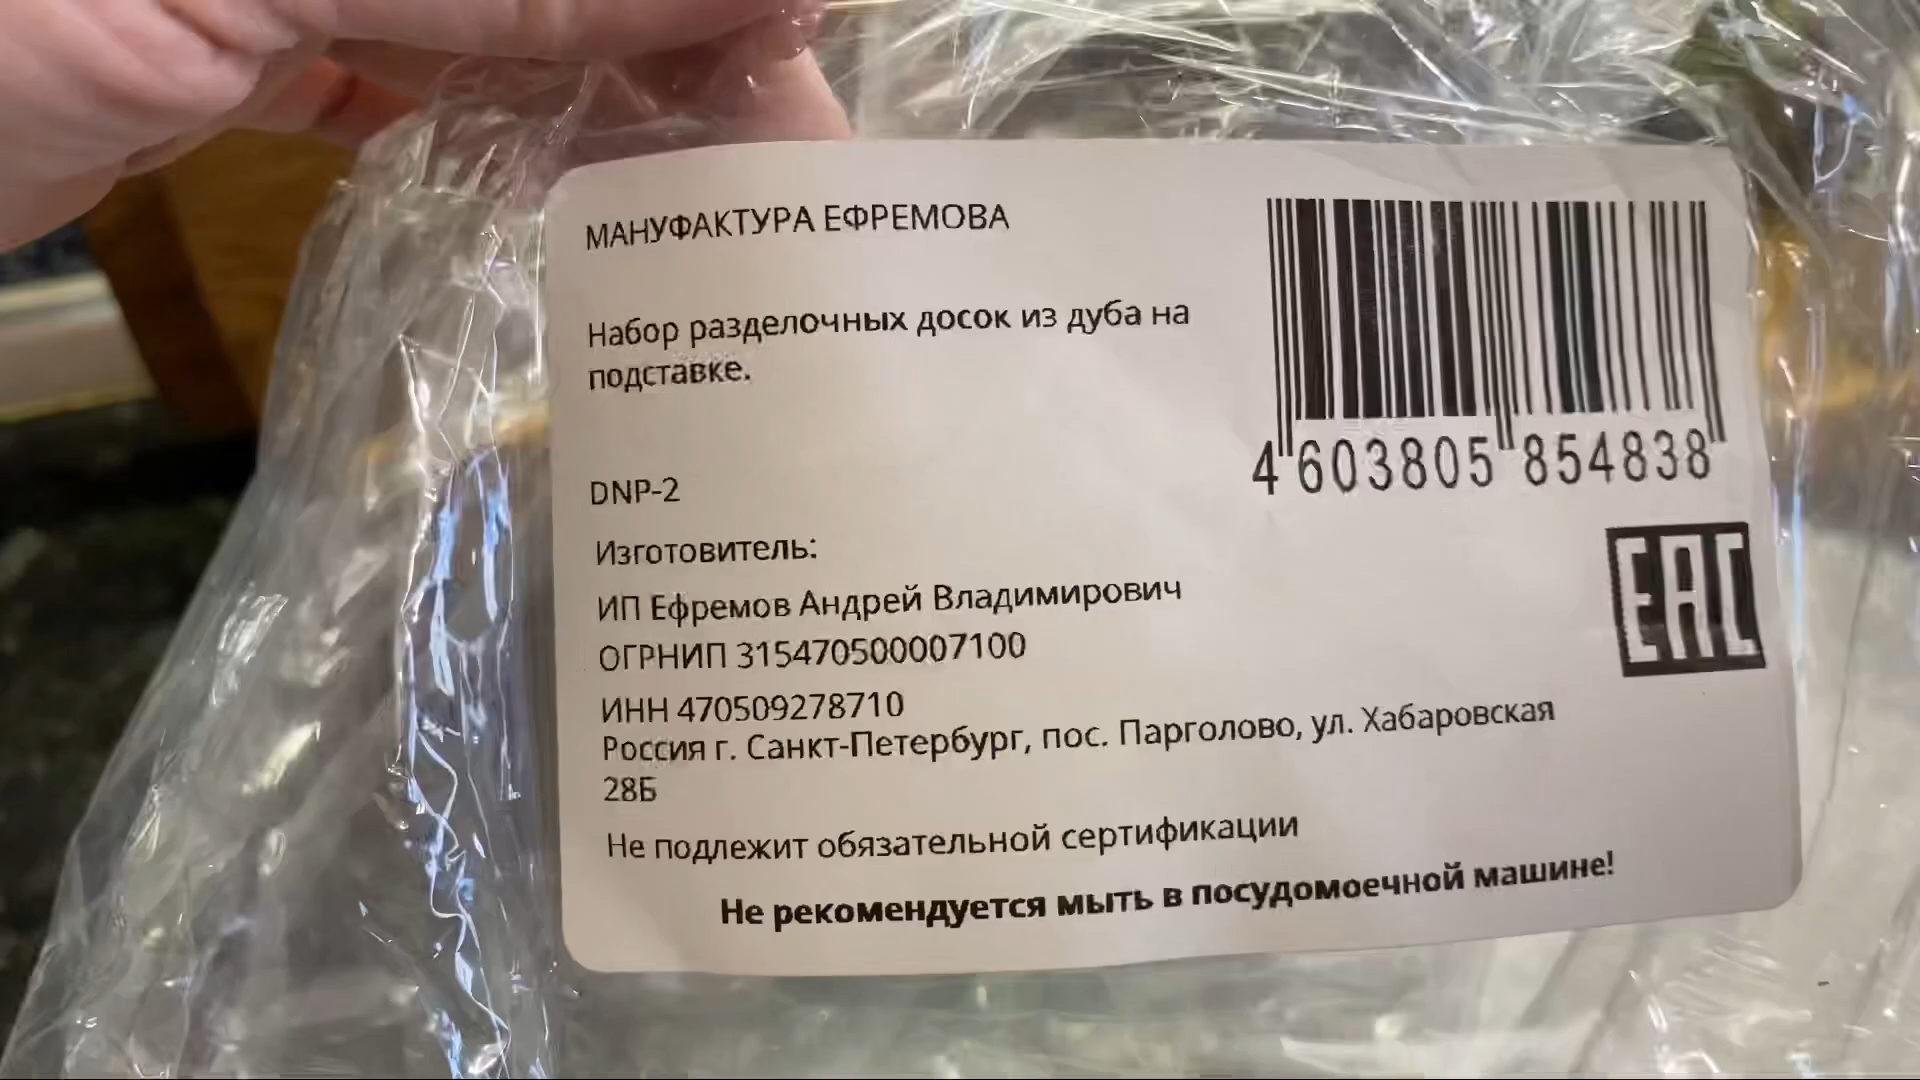 МАНУФАКТУРА ЕФРЕМОВА
Набор разделочных досок из дуба на
подставке.
4 603805 854838
DNP-2
EAC
Изготовитель:
ИП Ефремов Андрей Владимирович
ОГРНИП 315470500007100
ИНН 470509278710
Россия г. Санкт-Петербург, пос. Парголово, ул. Хабаровская
28Б
Не подлежит обязательной сертификации
Не рекомендуется мыть в посудомоечной машине!